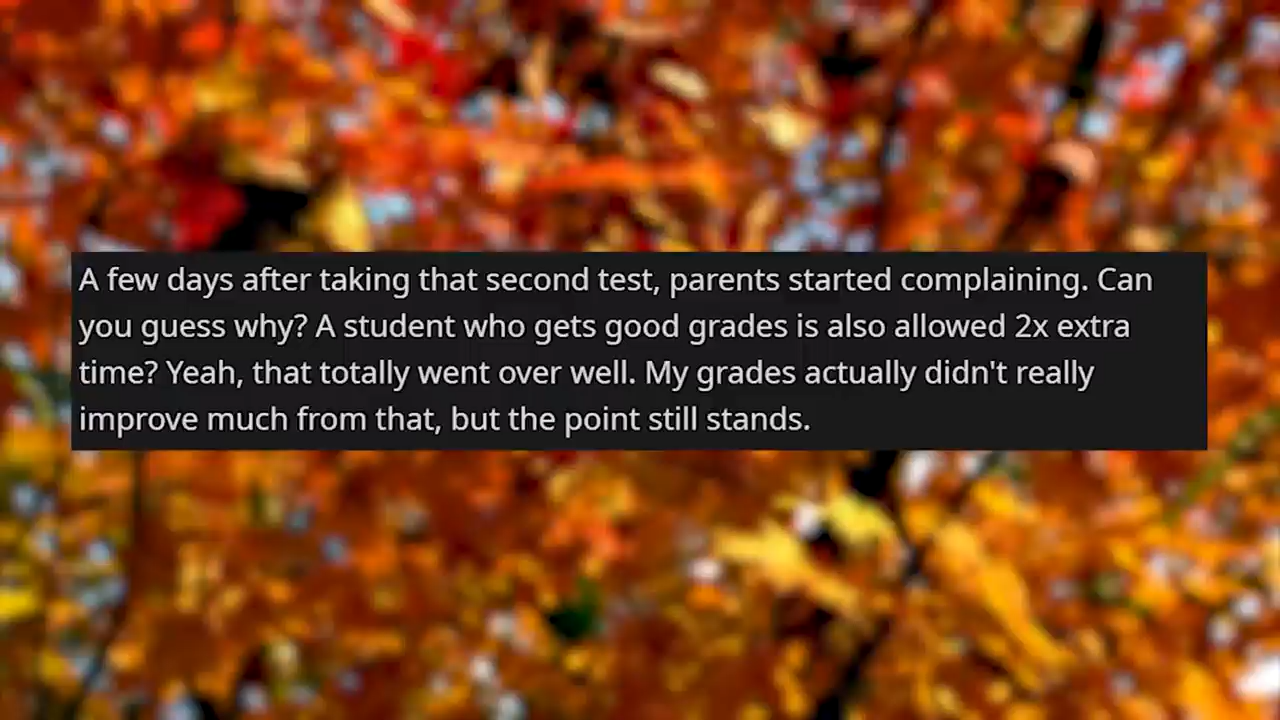 A few days after taking that second test, parents started complaining. Can
you guess why? A student who gets good grades is also allowed 2x extra
time? Yeah, that totally went over well. My grades actually didn't really
improve much from that, but the point still stands.